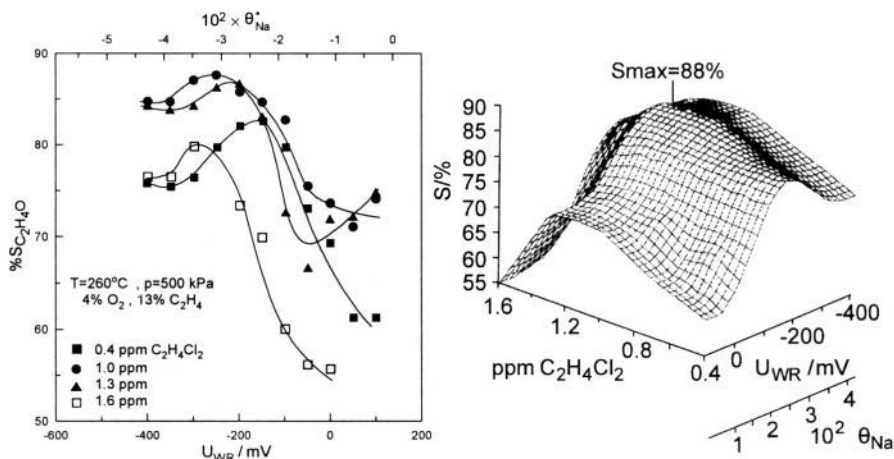 10² × θ*Na
-5 -4 -3 -2 -1 0
90
80
70
60
50
%SC₂H₄O
T=260°C , p=500 kPa
4% O₂ , 13% C₂H₄
0.4 ppm C₂H₄Cl₂
1.0 ppm
1.3 ppm
1.6 ppm
-600 -400 -200 0 200
UWR / mV
Smax=88%
90
85
80
75
70
65
60
55
S/%
1.6
1.2
0.8
0.4
ppm C₂H₄Cl₂
0
-200
-400
UWR /mV
1 2 3 4
10² θNa